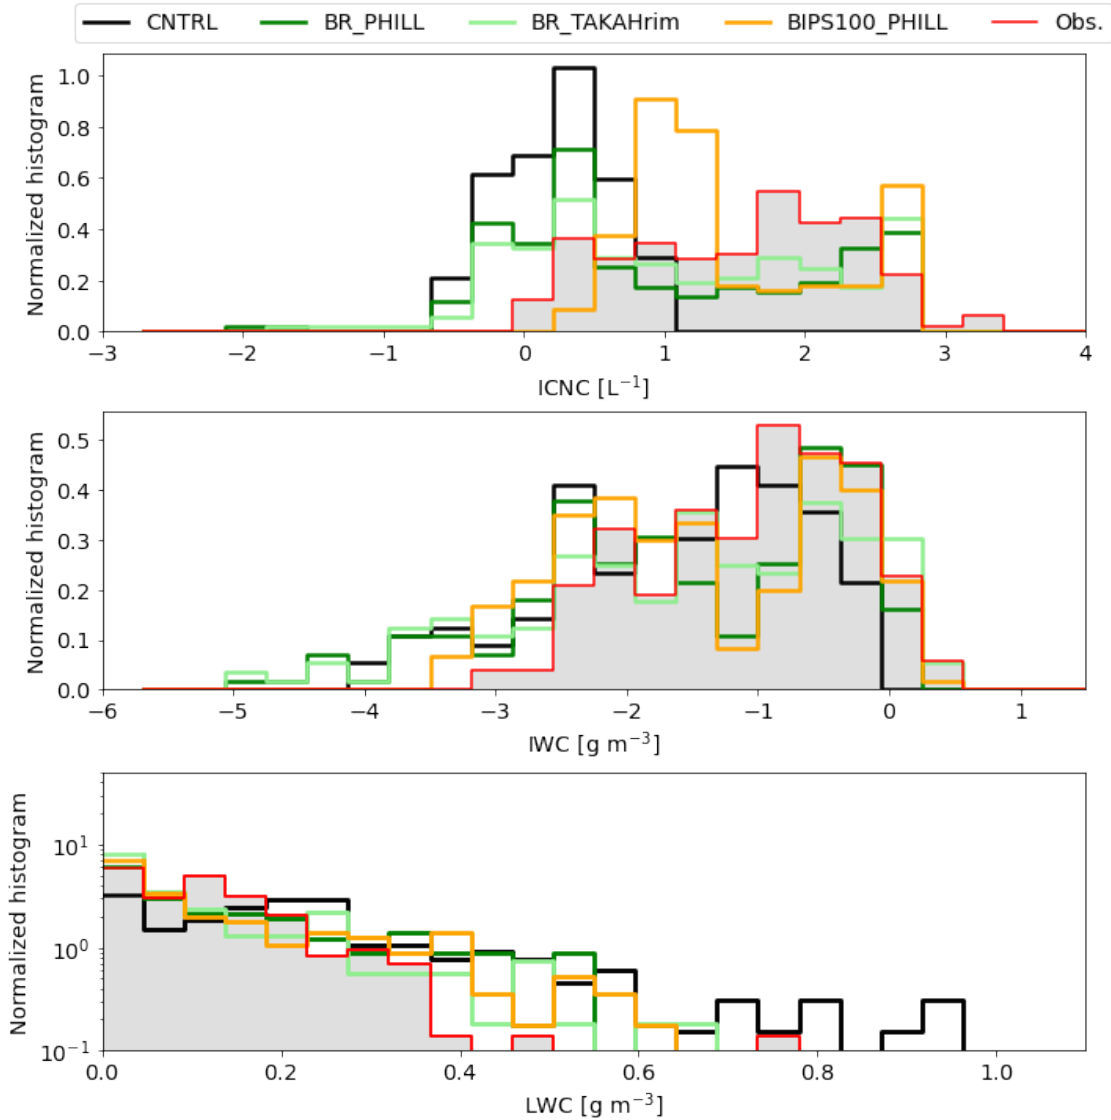 CNTRL BR_PHILL BR_TAKAHrim BIPS100_PHILL Obs.
Normalized histogram
1.0
0.8
0.6
0.4
0.2
0.0
−3 −2 −1 0 1 2 3 4
ICNC [L⁻¹]
Normalized histogram
0.5
0.4
0.3
0.2
0.1
0.0
−6 −5 −4 −3 −2 −1 0 1
IWC [g m⁻³]
Normalized histogram
10¹
10⁰
10⁻¹
0.0 0.2 0.4 0.6 0.8 1.0
LWC [g m⁻³]